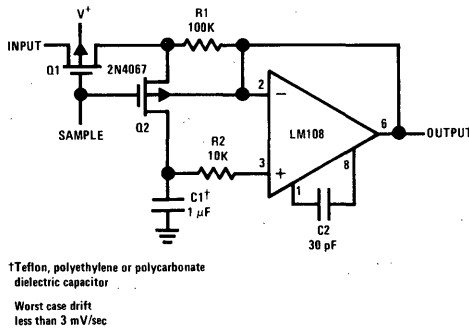 V+
R1
100K
INPUT
Q1
2N4067
SAMPLE
Q2
2
−
LM108
6
OUTPUT
R2
10K
3
+
1
8
C1†
1 μF
C2
30 pF
†Teflon, polyethylene or polycarbonate
dielectric capacitor
Worst case drift
less than 3 mV/sec